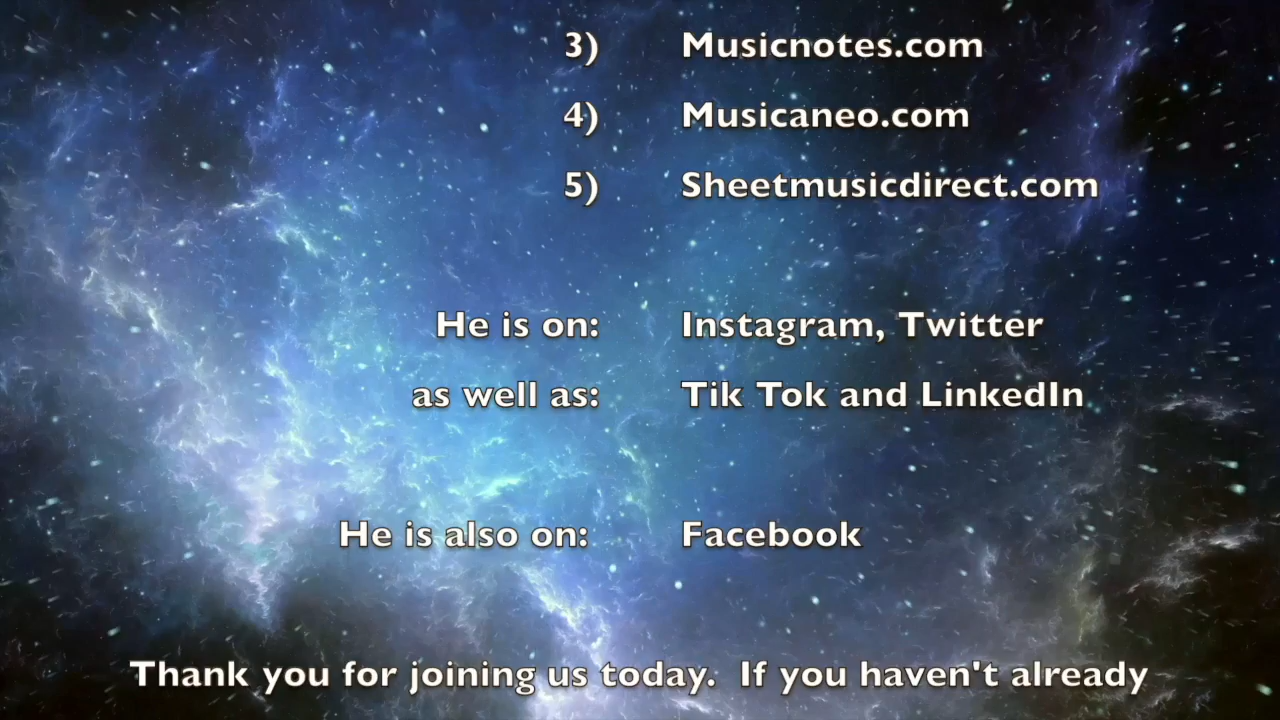 3) Musicnotes.com
4) Musicaneo.com
5) Sheetmusicdirect.com
He is on: Instagram, Twitter
as well as: Tik Tok and LinkedIn
He is also on: Facebook
Thank you for joining us today. If you haven't already